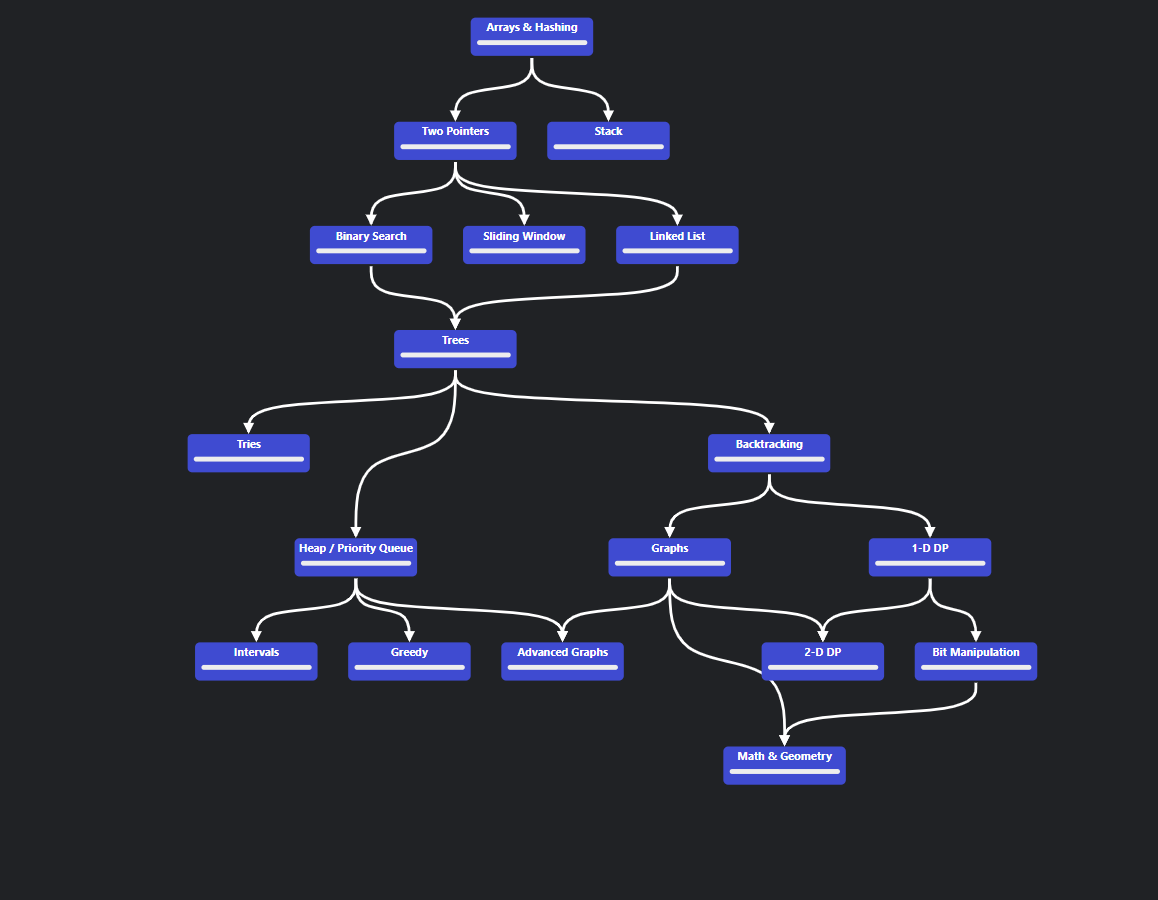 Arrays & Hashing
Two Pointers
Stack
Binary Search
Sliding Window
Linked List
Trees
Tries
Backtracking
Heap / Priority Queue
Graphs
1-D DP
Intervals
Greedy
Advanced Graphs
2-D DP
Bit Manipulation
Math & Geometry